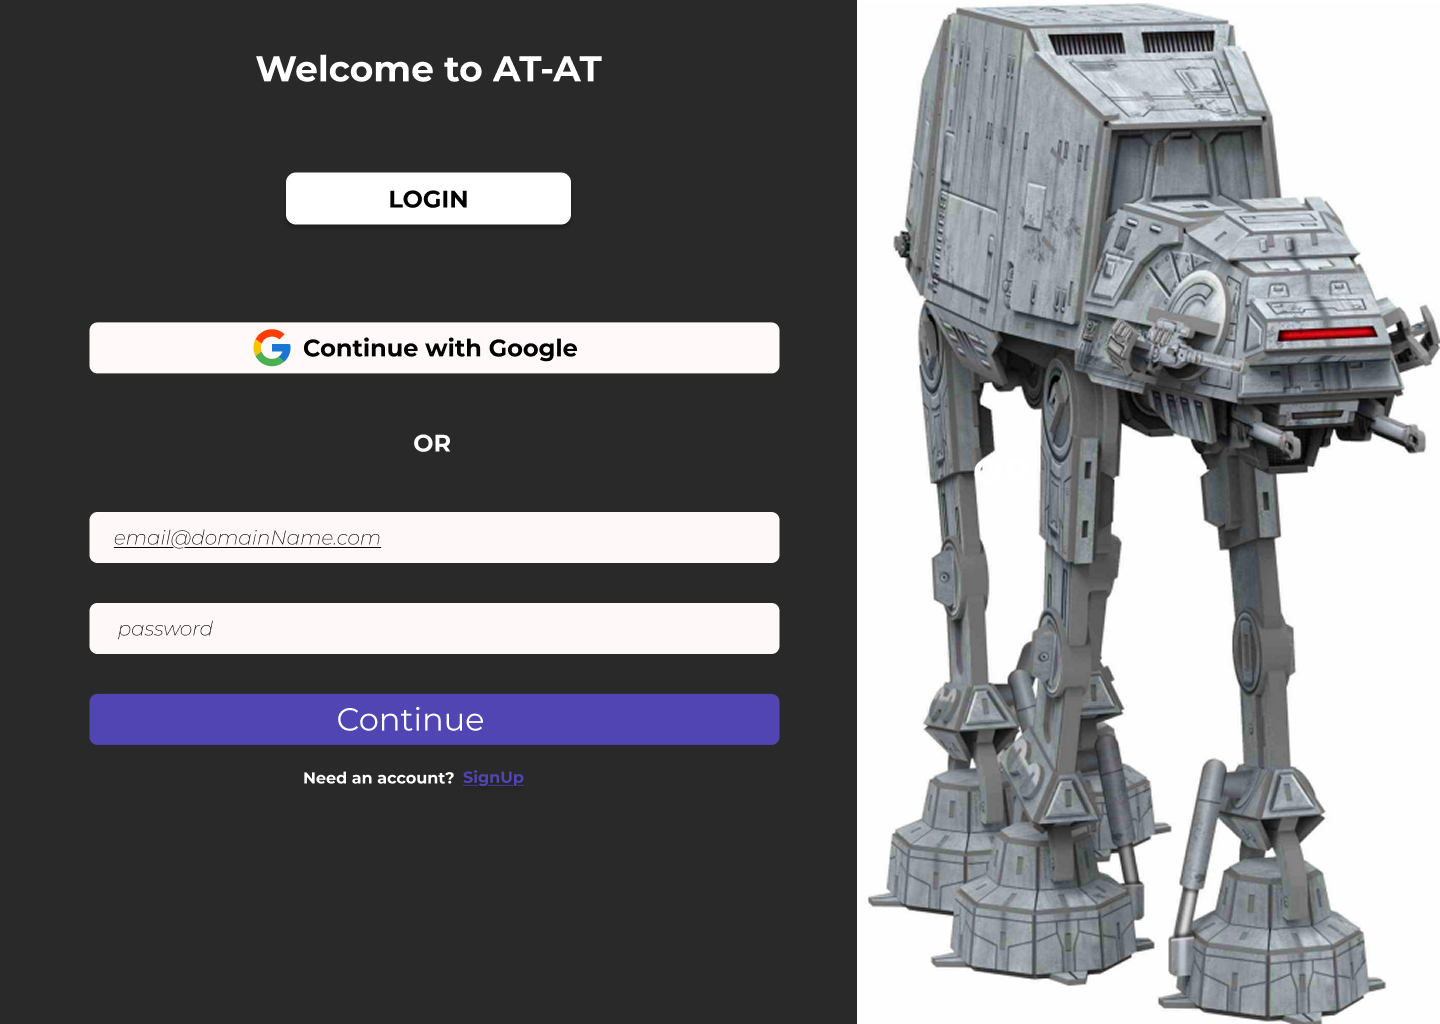 Welcome to AT-AT
LOGIN
Continue with Google
OR
email@domainName.com
password
Continue
Need an account? SignUp